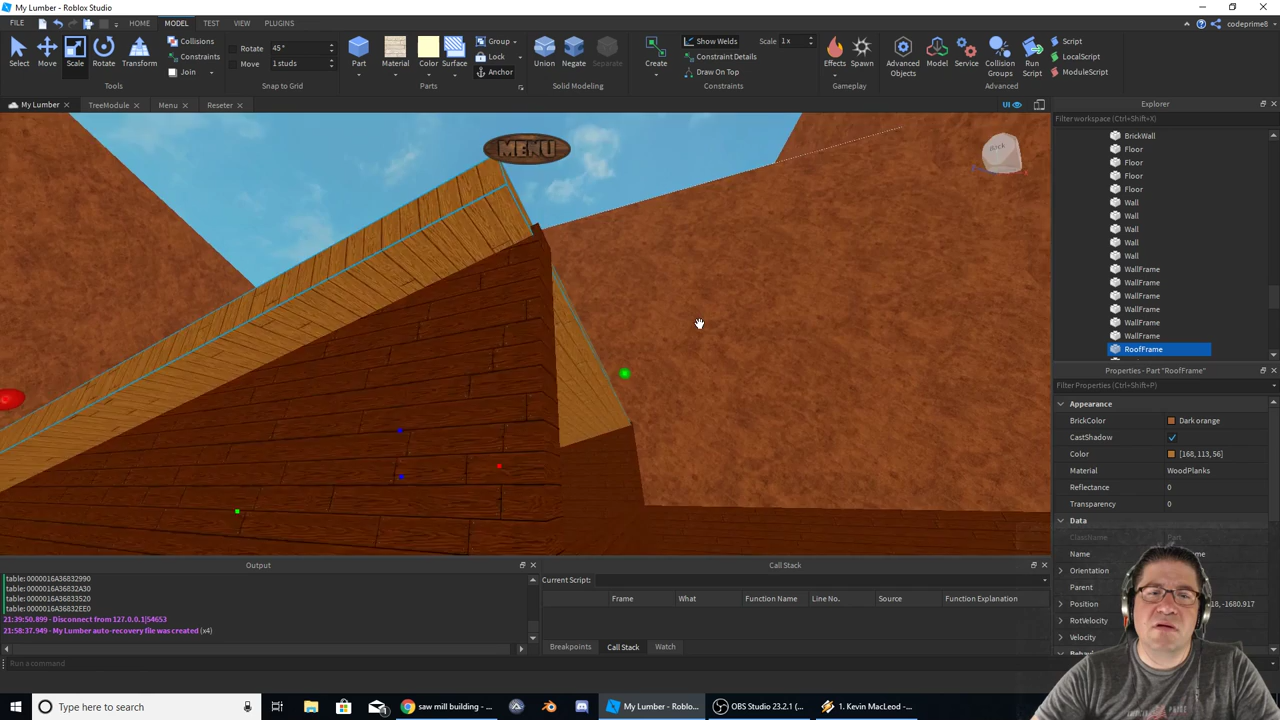 My Lumber - Roblox Studio
FILE HOME MODEL TEST VIEW PLUGINS codeprime8
Select Move Scale Rotate Transform
Collisions
Constraints
Join
Tools
Rotate 45°
Move 1 studs
Snap to Grid
Part Material Color Surface
Group
Lock
Anchor
Parts
Union Negate Separate
Solid Modeling
Create
Show Welds Scale 1 x
Constraint Details
Draw On Top
Constraints
Effects Spawn
Gameplay
Advanced Objects Model Service Collision Groups Run Script
Script
LocalScript
ModuleScript
Advanced
My Lumber TreeModule Menu Reseter UI
MENU
BACK
Explorer
Filter workspace (Ctrl+Shift+X)
BrickWall
Floor
Floor
Floor
Floor
Wall
Wall
Wall
Wall
Wall
WallFrame
WallFrame
WallFrame
WallFrame
WallFrame
WallFrame
RoofFrame
Properties - Part "RoofFrame"
Filter Properties (Ctrl+Shift+P)
Appearance
BrickColor Dark orange
CastShadow
Color [168, 113, 56]
Material WoodPlanks
Reflectance 0
Transparency 0
Data
ClassName Part
Name
Orientation
Parent
Position -1680.917
RotVelocity
Velocity
Output
table: 0000016A36832990
table: 0000016A36832A30
table: 0000016A36833520
table: 0000016A36832EE0
21:39:50.899 - Disconnect from 127.0.0.1|54653
21:58:37.949 - My Lumber auto-recovery file was created (x4)
Call Stack
Current Script:
Frame What Function Name Line No. Source Function Explanation
Breakpoints Call Stack Watch
Run a command
Type here to search
saw mill building - ...
My Lumber - Roblo...
OBS Studio 23.2.1 (...
1. Kevin MacLeod - ...